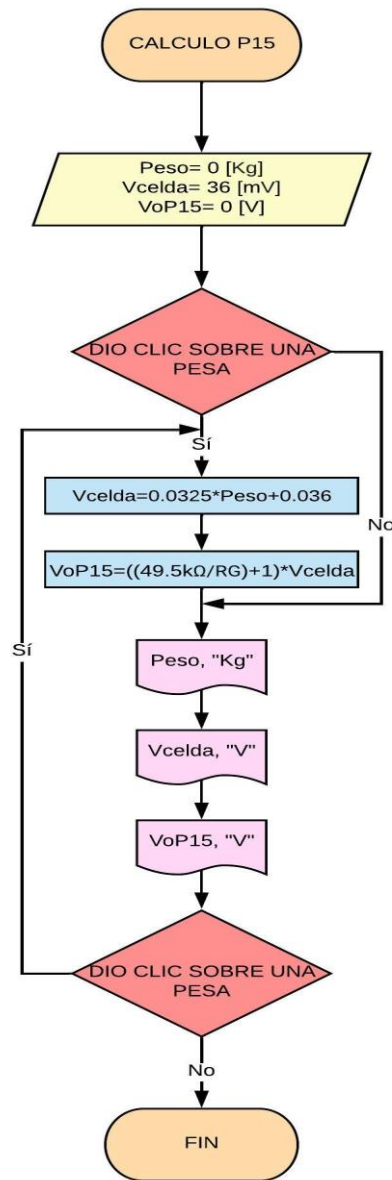 CALCULO P15
Peso= 0 [Kg]
Vcelda= 36 [mV]
VoP15= 0 [V]
DIO CLIC SOBRE UNA
PESA
Sí
Vcelda=0.0325*Peso+0.036
No
VoP15=((49.5kΩ/RG)+1)*Vcelda
Sí
Peso, "Kg"
Vcelda, "V"
VoP15, "V"
DIO CLIC SOBRE UNA
PESA
No
FIN